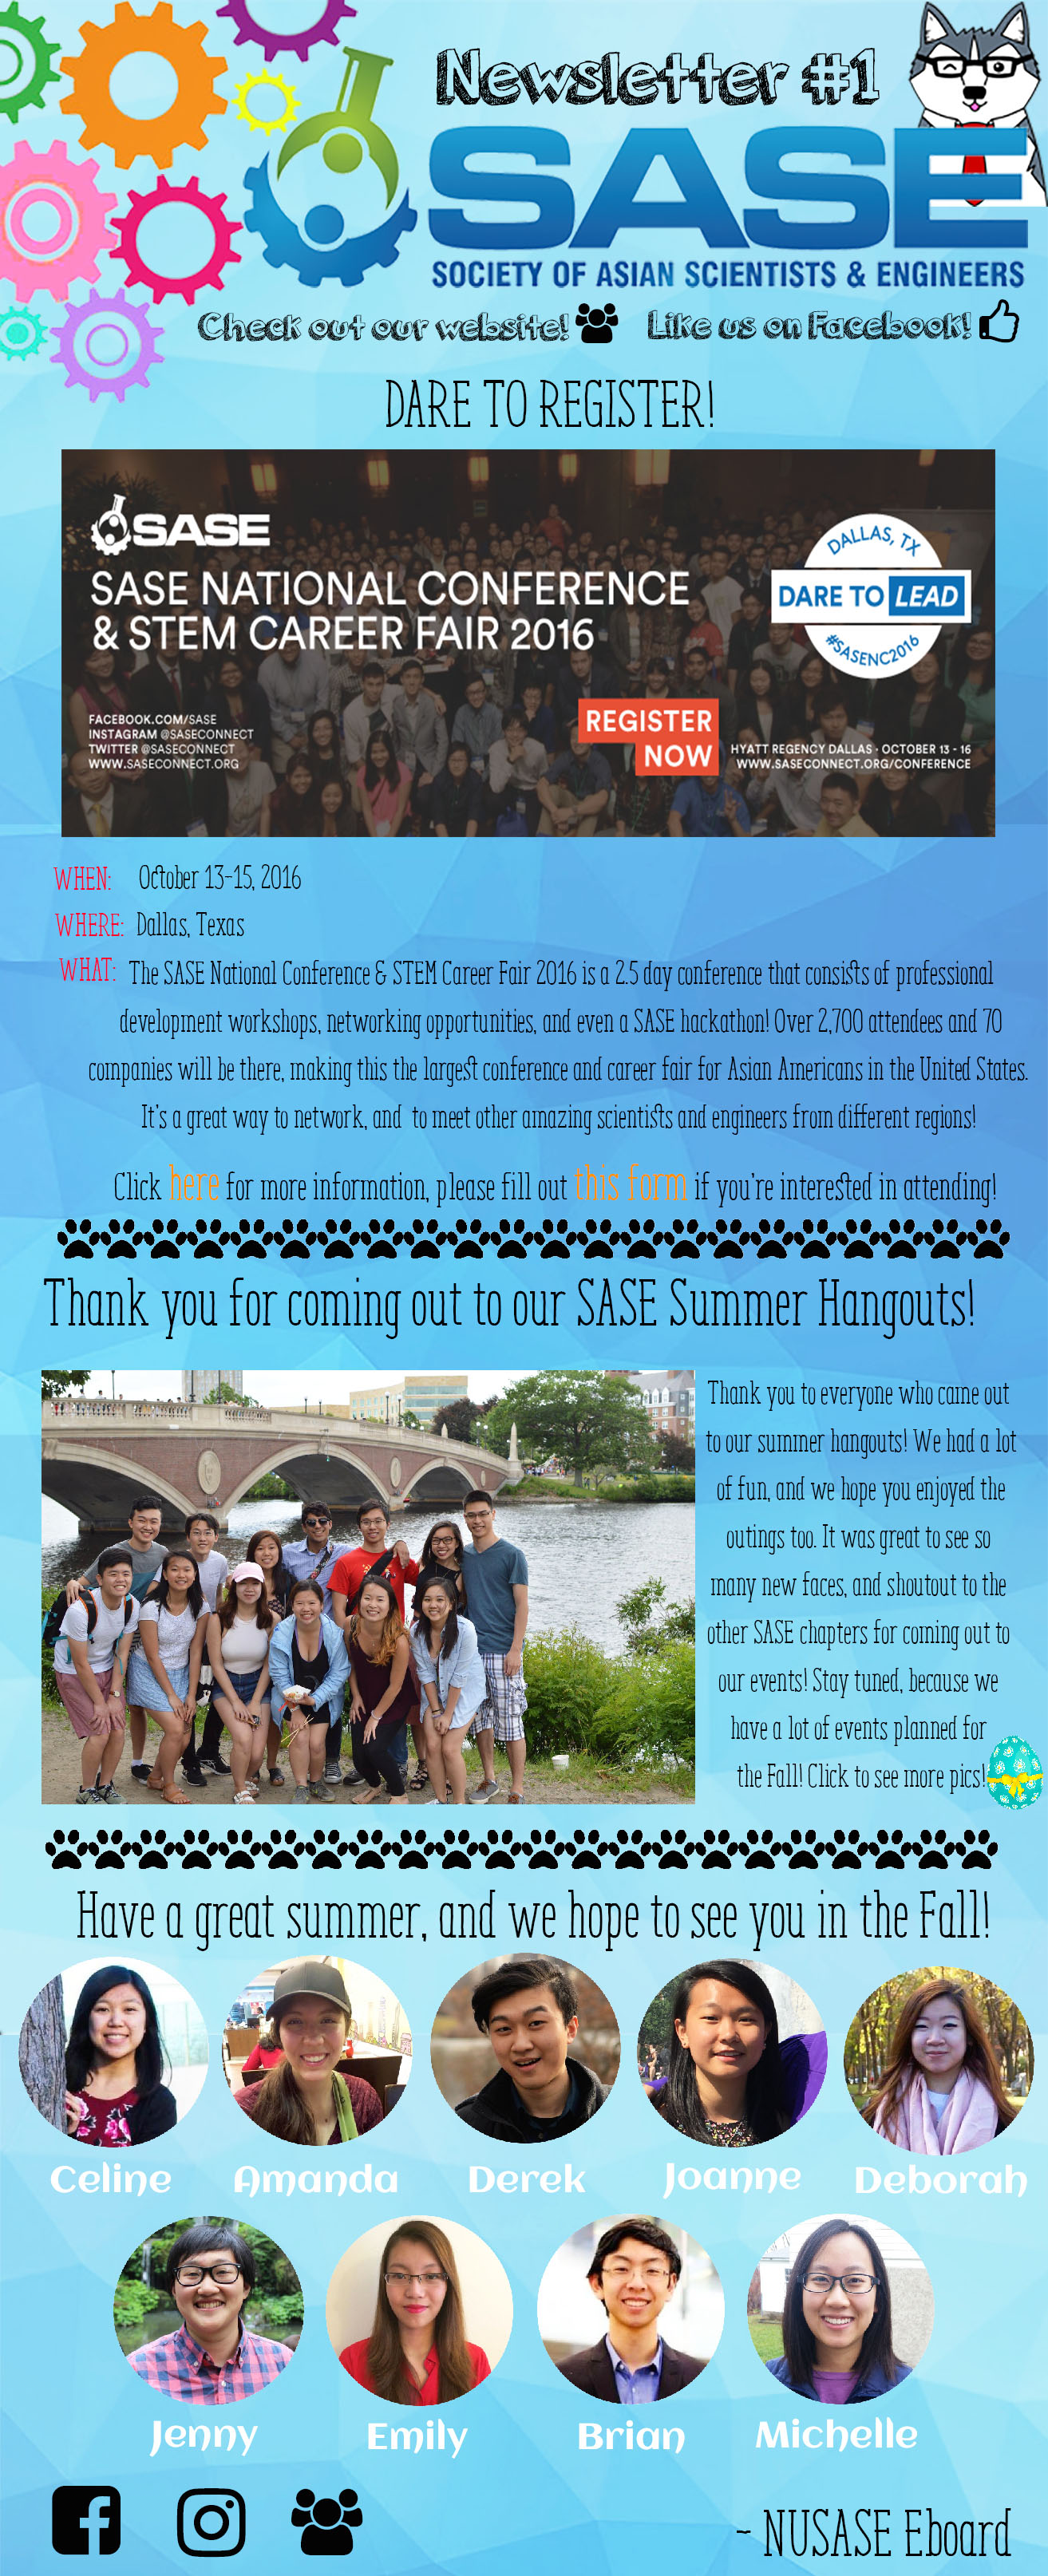 Newsletter #1
SASE
SOCIETY OF ASIAN SCIENTISTS & ENGINEERS
Check out our website!
Like us on Facebook!
DARE TO REGISTER!
SASE
SASE NATIONAL CONFERENCE
& STEM CAREER FAIR 2016
DALLAS, TX
DARE TO LEAD
#SASENC2016
FACEBOOK.COM/SASE
INSTAGRAM @SASECONNECT
TWITTER @SASECONNECT
WWW.SASECONNECT.ORG
REGISTER
NOW
HYATT REGENCY DALLAS · OCTOBER 13 - 16
WWW.SASECONNECT.ORG/CONFERENCE
WHEN: October 13-15, 2016
WHERE: Dallas, Texas
WHAT: The SASE National Conference & STEM Career Fair 2016 is a 2.5 day conference that consists of professional
development workshops, networking opportunities, and even a SASE hackathon! Over 2,700 attendees and 70
companies will be there, making this the largest conference and career fair for Asian Americans in the United States.
It's a great way to network, and to meet other amazing scientists and engineers from different regions!
Click here for more information, please fill out this form if you're interested in attending!
Thank you for coming out to our SASE Summer Hangouts!
Thank you to everyone who came out
to our summer hangouts! We had a lot
of fun, and we hope you enjoyed the
outings too. It was great to see so
many new faces, and shoutout to the
other SASE chapters for coming out to
our events! Stay tuned, because we
have a lot of events planned for
the Fall! Click to see more pics!
Have a great summer, and we hope to see you in the Fall!
Celine
Amanda
Derek
Joanne
Deborah
Jenny
Emily
Brian
Michelle
- NUSASE Eboard